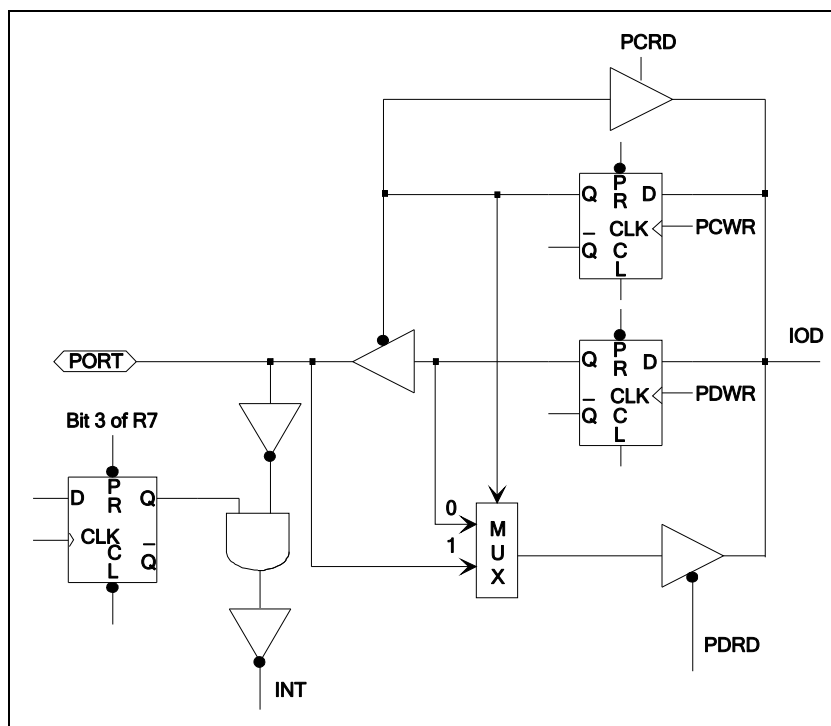 PCRD
P
R
Q
D
CLK
PCWR
Q
C
L
PORT
IOD
P
R
Q
D
CLK
PDWR
Q
C
L
Bit 3 of R7
P
R
D
Q
CLK
C
L
Q
0
1
M
U
X
PDRD
INT